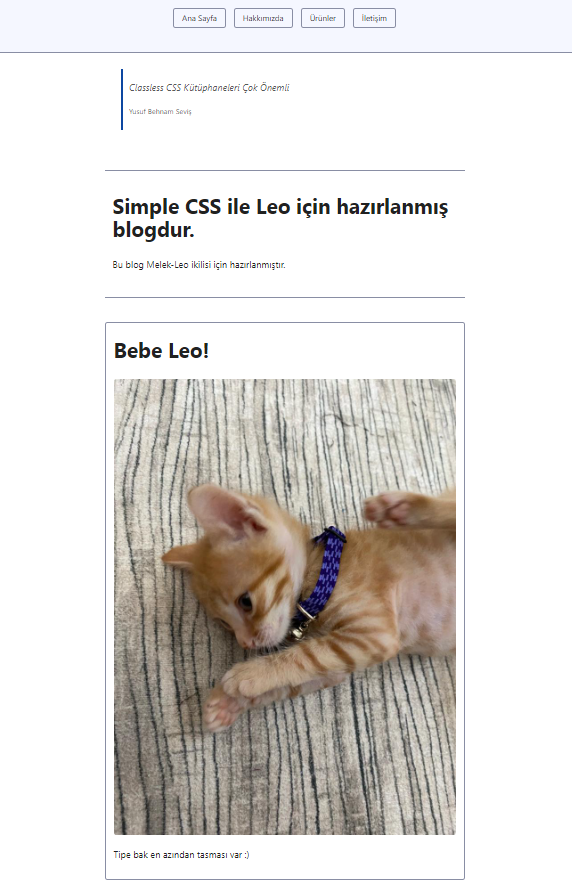 Ana Sayfa Hakkımızda Ürünler İletişim
Classless CSS Kütüphaneleri Çok Önemli
Yusuf Behnam Seviş
Simple CSS ile Leo için hazırlanmış
blogdur.
Bu blog Melek-Leo ikilisi için hazırlanmıştır.
Bebe Leo!
Tipe bak en azından tasması var :)